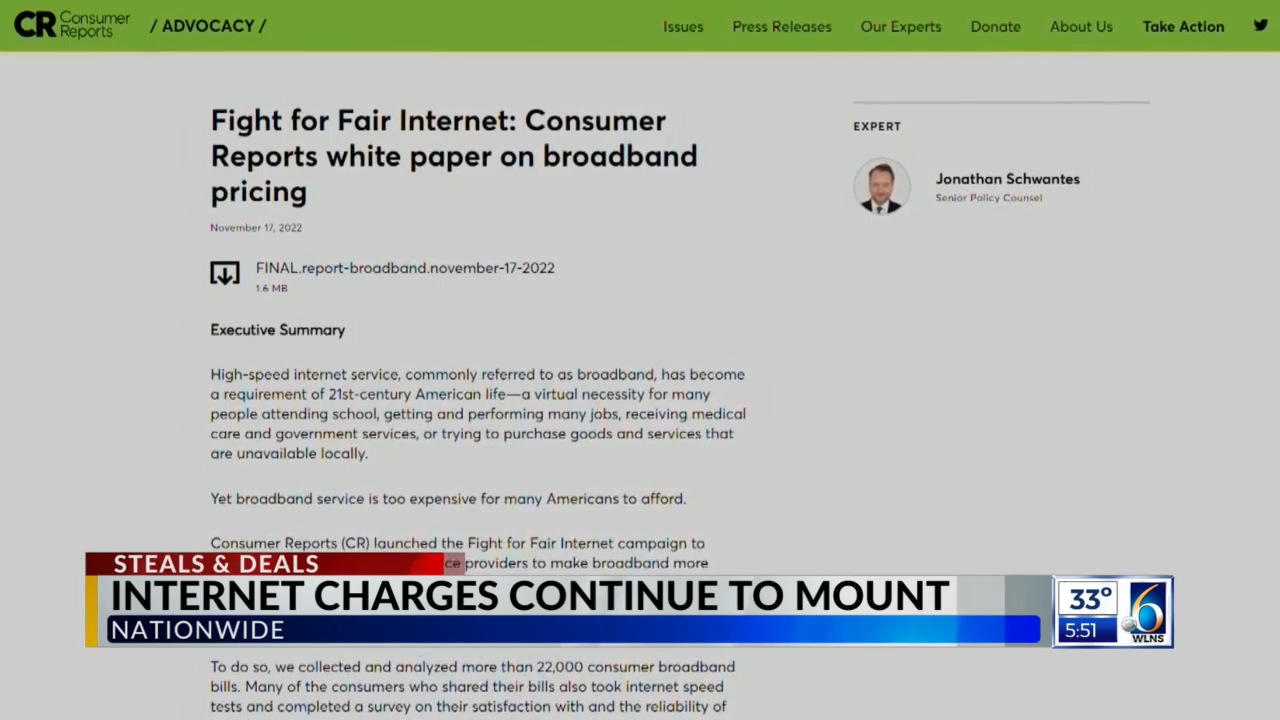 CR Consumer Reports / ADVOCACY /
Issues Press Releases Our Experts Donate About Us Take Action
Fight for Fair Internet: Consumer
Reports white paper on broadband
pricing
November 17, 2022
FINAL.report-broadband.november-17-2022
1.6 MB
EXPERT
Jonathan Schwantes
Senior Policy Counsel
Executive Summary
High-speed internet service, commonly referred to as broadband, has become
a requirement of 21st-century American life—a virtual necessity for many
people attending school, getting and performing many jobs, receiving medical
care and government services, or trying to purchase goods and services that
are unavailable locally.
Yet broadband service is too expensive for many Americans to afford.
Consumer Reports (CR) launched the Fight for Fair Internet campaign to
providers to make broadband more
STEALS & DEALS
INTERNET CHARGES CONTINUE TO MOUNT
NATIONWIDE
33°
5:51
6
WLNS
To do so, we collected and analyzed more than 22,000 consumer broadband
bills. Many of the consumers who shared their bills also took internet speed
tests and completed a survey on their satisfaction with and the reliability of